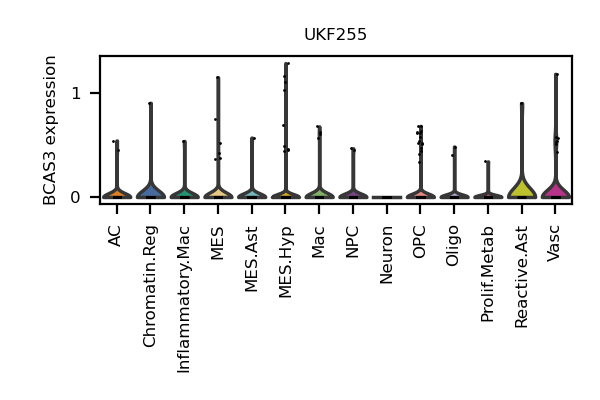 UKF255
BCAS3 expression
1
0
AC
Chromatin.Reg
Inflammatory.Mac
MES
MES.Ast
MES.Hyp
Mac
NPC
Neuron
OPC
Oligo
Prolif.Metab
Reactive.Ast
Vasc